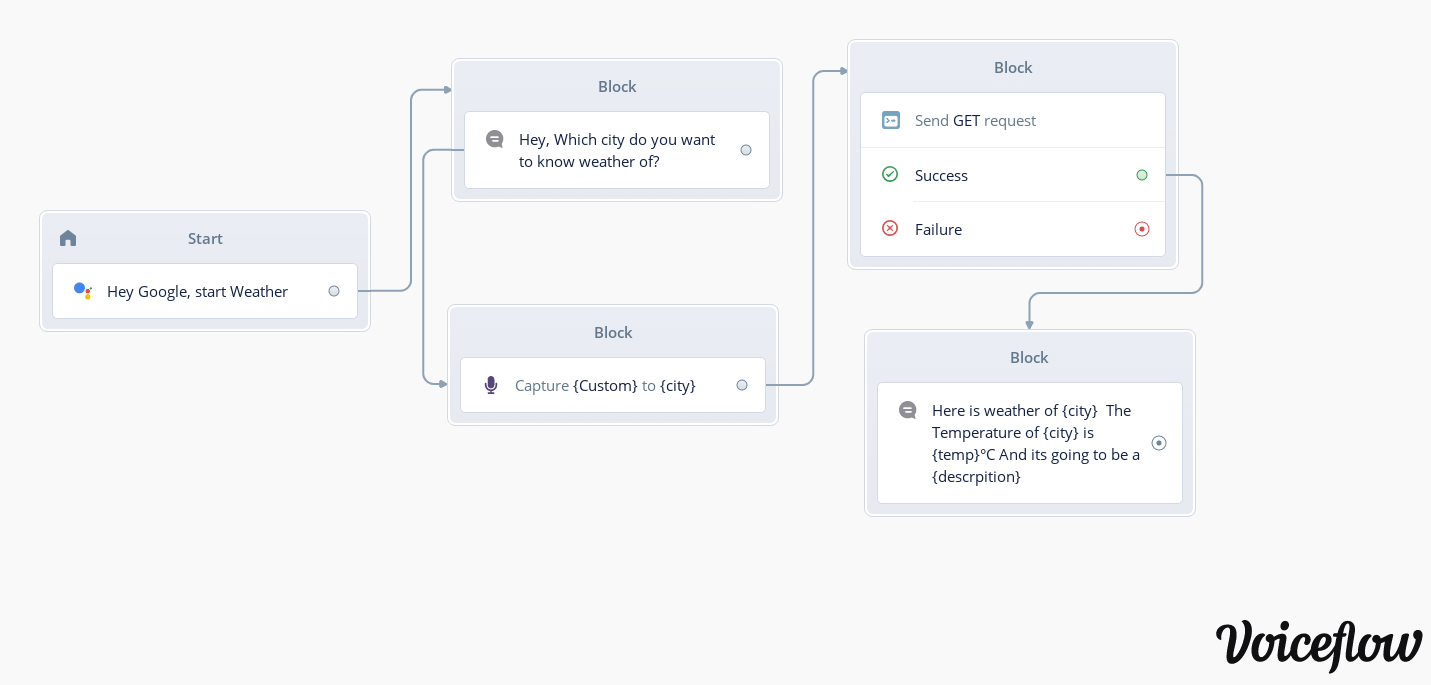 Start
Hey Google, start Weather
Block
Hey, Which city do you want
to know weather of?
Block
Capture {Custom} to {city}
Block
Send GET request
Success
Failure
Block
Here is weather of {city}  The
Temperature of {city} is
{temp}°C And its going to be a
{descrpition}
Voiceflow